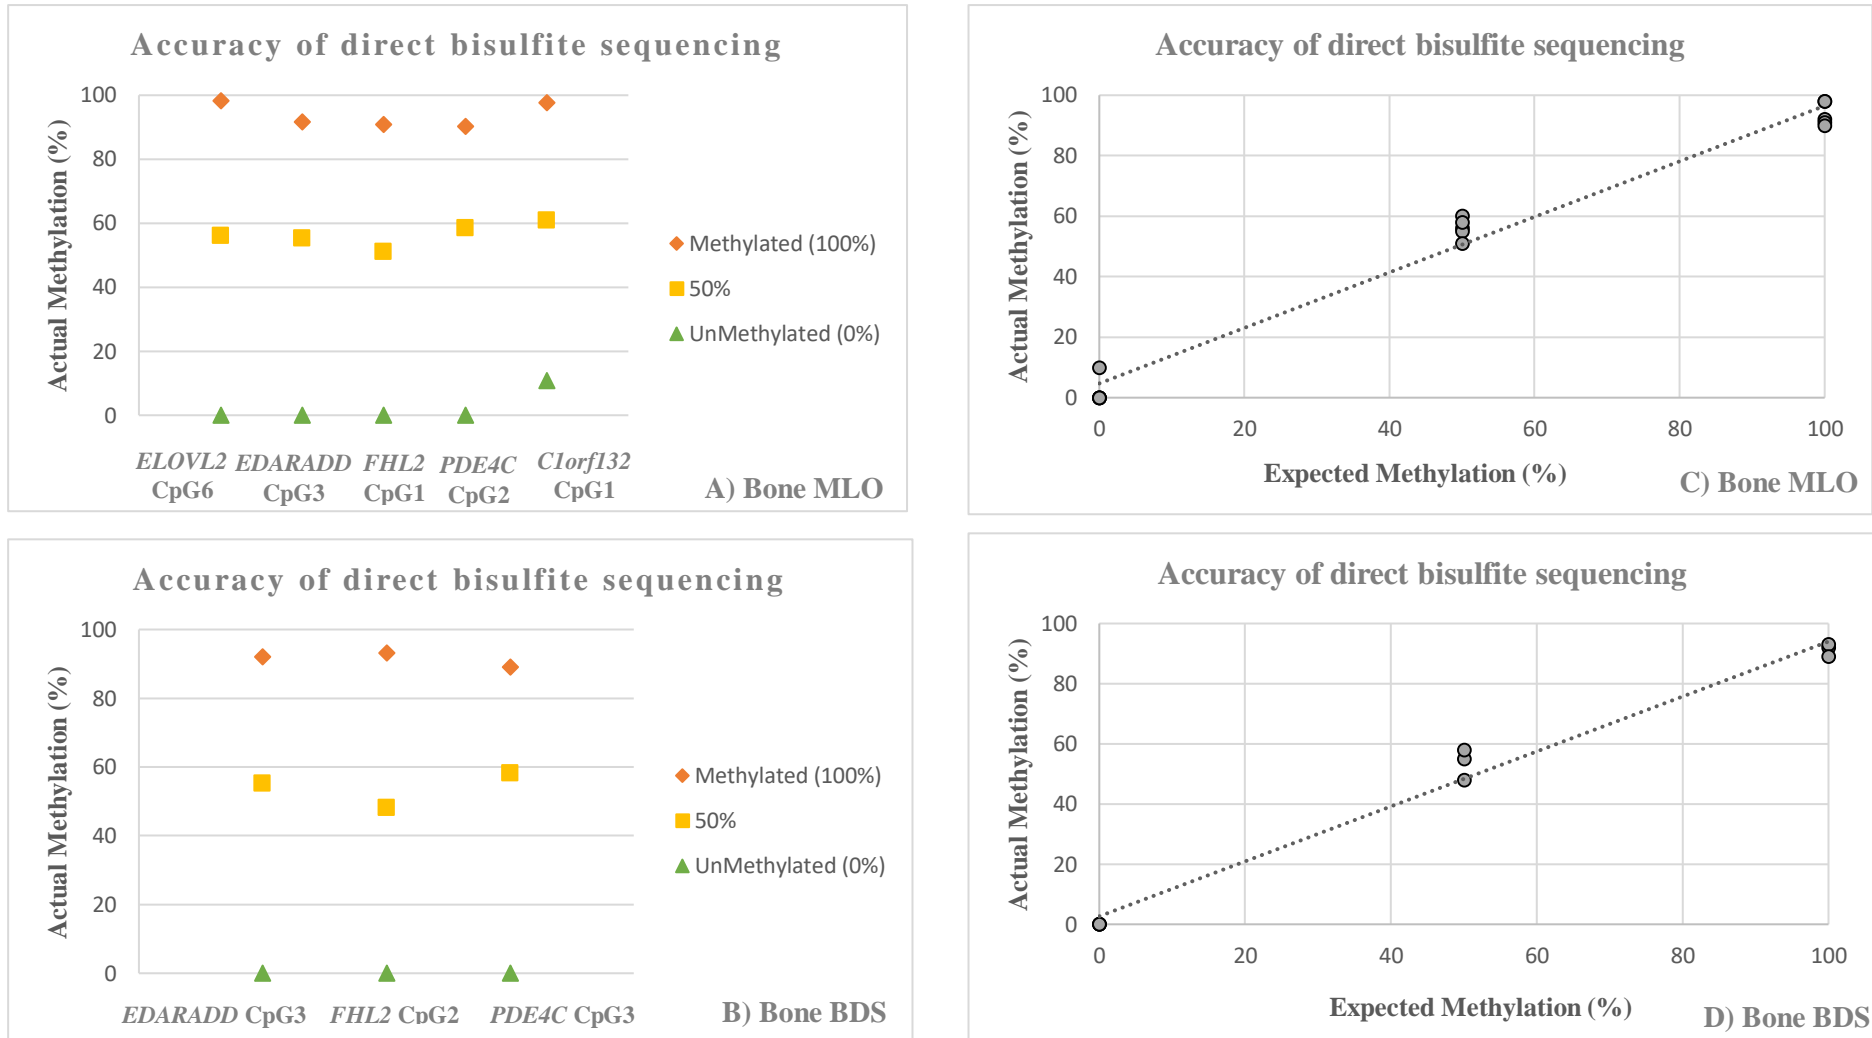 Accuracy of direct bisulfite sequencing
Actual Methylation (%)
100
80
60
40
20
0
ELOVL2 EDARADD FHL2 PDE4C C1orf132
CpG6 CpG3 CpG1 CpG2 CpG1
Methylated (100%)
50%
UnMethylated (0%)
A) Bone MLO
Accuracy of direct bisulfite sequencing
Actual Methylation (%)
100
80
60
40
20
0
0 20 40 60 80 100
Expected Methylation (%)
C) Bone MLO
Accuracy of direct bisulfite sequencing
Actual Methylation (%)
100
80
60
40
20
0
EDARADD CpG3 FHL2 CpG2 PDE4C CpG3
Methylated (100%)
50%
UnMethylated (0%)
B) Bone BDS
Accuracy of direct bisulfite sequencing
Actual Methylation (%)
100
80
60
40
20
0
0 20 40 60 80 100
Expected Methylation (%)
D) Bone BDS